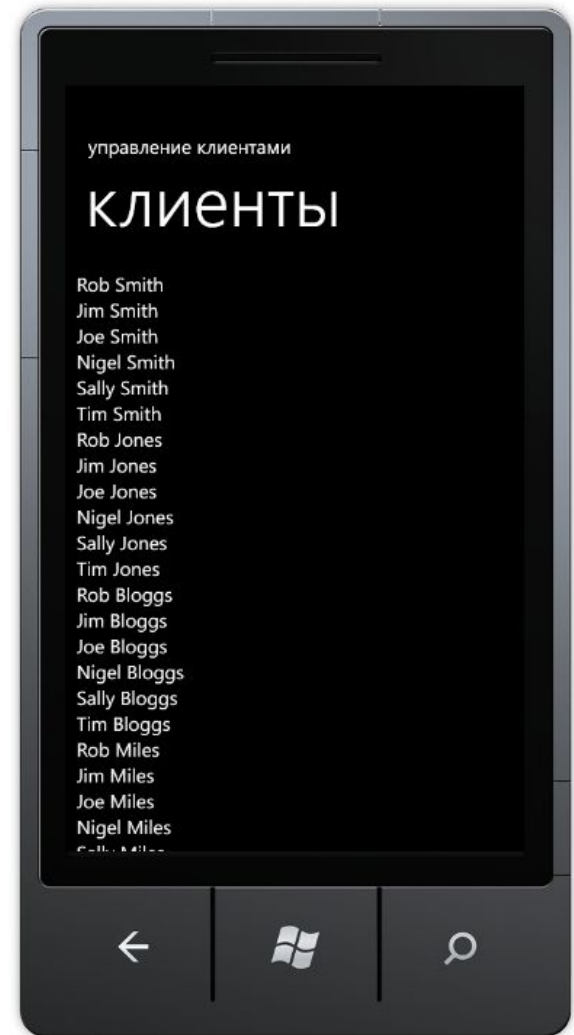 управление клиентами
клиенты
Rob Smith
Jim Smith
Joe Smith
Nigel Smith
Sally Smith
Tim Smith
Rob Jones
Jim Jones
Joe Jones
Nigel Jones
Sally Jones
Tim Jones
Rob Bloggs
Jim Bloggs
Joe Bloggs
Nigel Bloggs
Sally Bloggs
Tim Bloggs
Rob Miles
Jim Miles
Joe Miles
Nigel Miles
Sally Miles